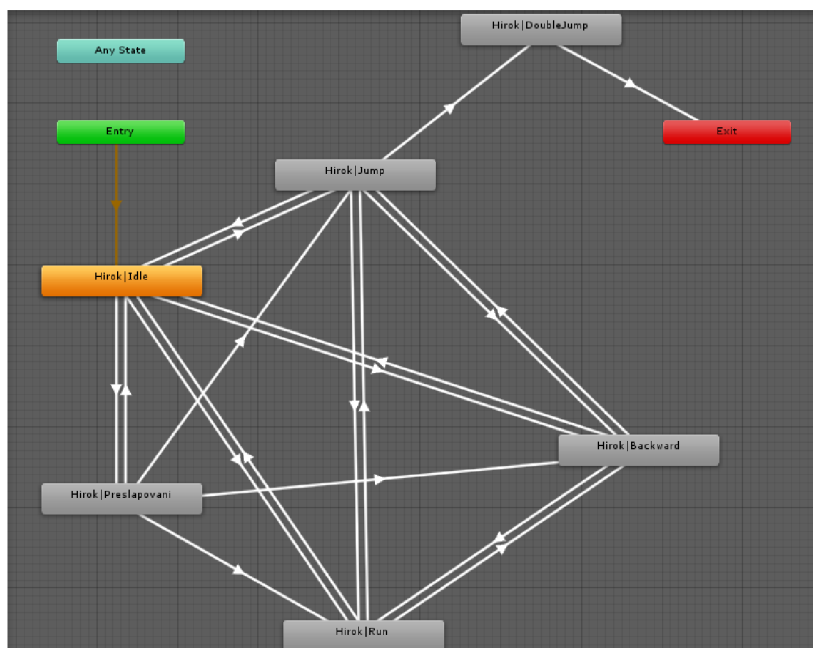 Hirok|DoubleJump
Any State
Entry
Exit
Hirok|Jump
Hirok|Idle
Hirok|Backward
Hirok|Preslapovani
Hirok|Run